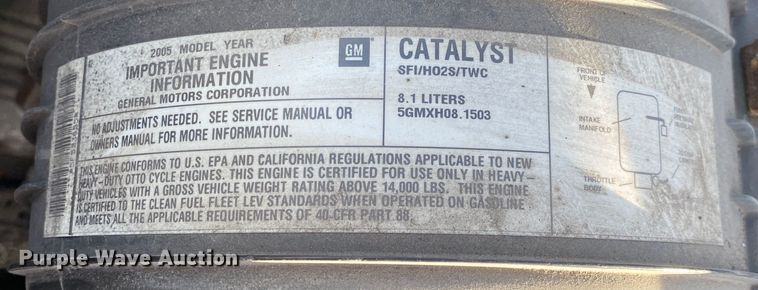 2005 MODEL YEAR
IMPORTANT ENGINE
INFORMATION
GENERAL MOTORS CORPORATION
GM
CATALYST
SFI/HO2S/TWC
8.1 LITERS
5GMXH08.1503
NO ADJUSTMENTS NEEDED. SEE SERVICE MANUAL OR
OWNERS MANUAL FOR MORE INFORMATION.
THIS ENGINE CONFORMS TO U.S. EPA AND CALIFORNIA REGULATIONS APPLICABLE TO NEW
HEAVY-DUTY OTTO CYCLE ENGINES. THIS ENGINE IS CERTIFIED FOR USE ONLY IN HEAVY-
DUTY VEHICLES WITH A GROSS VEHICLE WEIGHT RATING ABOVE 14,000 LBS. THIS ENGINE
IS CERTIFIED TO THE CLEAN FUEL FLEET LEV STANDARDS WHEN OPERATED ON GASOLINE
AND MEETS ALL THE APPLICABLE REQUIREMENTS OF 40 CFR PART 88.
FRONT OF
VEHICLE
INTAKE
MANIFOLD
THROTTLE
BODY
Purple Wave Auction